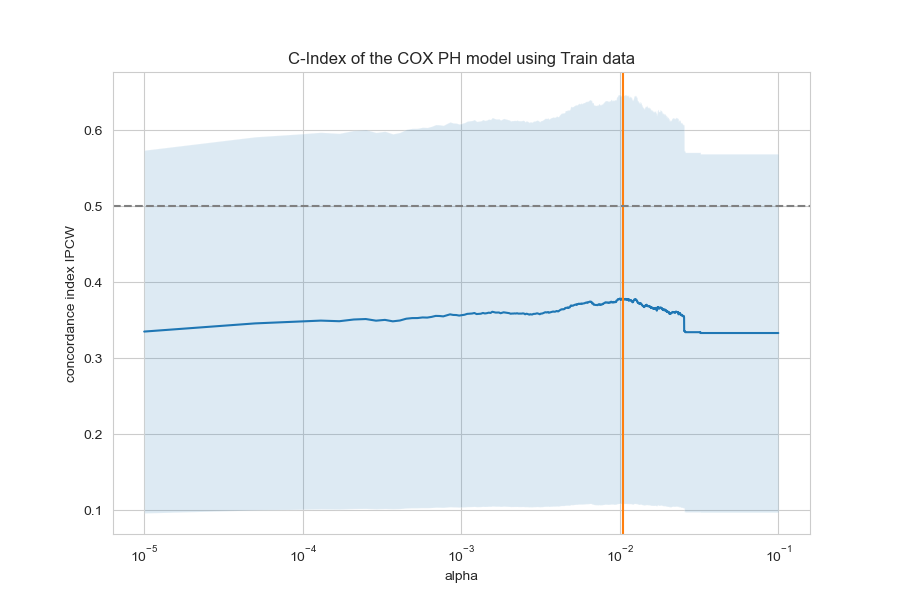 C-Index of the COX PH model using Train data
concordance index IPCW
0.6
0.5
0.4
0.3
0.2
0.1
10⁻⁵ 10⁻⁴ 10⁻³ 10⁻² 10⁻¹
alpha